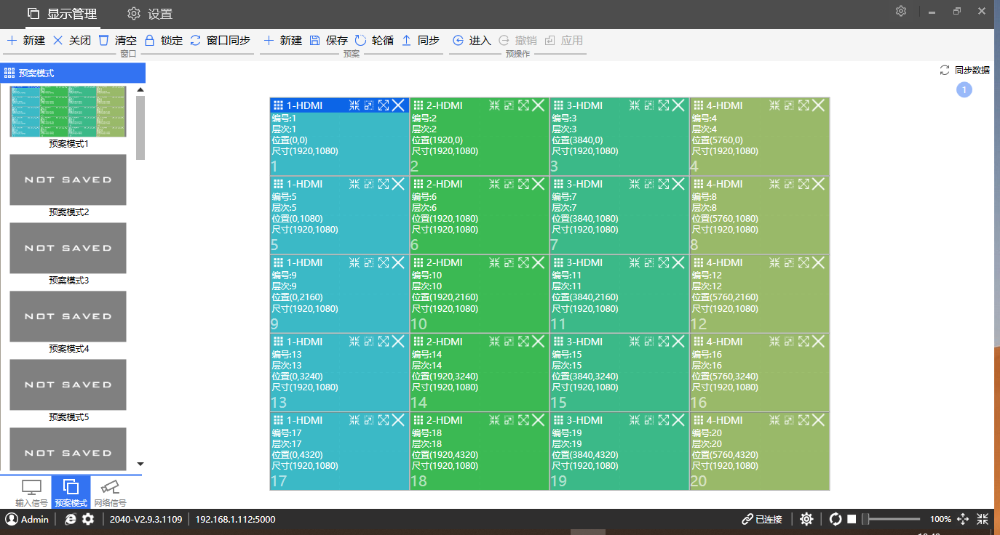 显示管理 设置
新建 关闭 清空 锁定 窗口同步 新建 保存 轮循 同步 进入 撤销 应用
窗口 预案 预操作
预案模式
同步数据
1
预案模式1
NOT SAVED
预案模式2
NOT SAVED
预案模式3
NOT SAVED
预案模式4
NOT SAVED
预案模式5
NOT SAVED
1-HDMI 2-HDMI 3-HDMI 4-HDMI
编号:1 编号:2 编号:3 编号:4
层次:1 层次:2 层次:3 层次:4
位置(0,0) 位置(1920,0) 位置(3840,0) 位置(5760,0)
尺寸(1920,1080) 尺寸(1920,1080) 尺寸(1920,1080) 尺寸(1920,1080)
1 2 3 4
1-HDMI 2-HDMI 3-HDMI 4-HDMI
编号:5 编号:6 编号:7 编号:8
层次:5 层次:6 层次:7 层次:8
位置(0,1080) 位置(1920,1080) 位置(3840,1080) 位置(5760,1080)
尺寸(1920,1080) 尺寸(1920,1080) 尺寸(1920,1080) 尺寸(1920,1080)
5 6 7 8
1-HDMI 2-HDMI 3-HDMI 4-HDMI
编号:9 编号:10 编号:11 编号:12
层次:9 层次:10 层次:11 层次:12
位置(0,2160) 位置(1920,2160) 位置(3840,2160) 位置(5760,2160)
尺寸(1920,1080) 尺寸(1920,1080) 尺寸(1920,1080) 尺寸(1920,1080)
9 10 11 12
1-HDMI 2-HDMI 3-HDMI 4-HDMI
编号:13 编号:14 编号:15 编号:16
层次:13 层次:14 层次:15 层次:16
位置(0,3240) 位置(1920,3240) 位置(3840,3240) 位置(5760,3240)
尺寸(1920,1080) 尺寸(1920,1080) 尺寸(1920,1080) 尺寸(1920,1080)
13 14 15 16
1-HDMI 2-HDMI 3-HDMI 4-HDMI
编号:17 编号:18 编号:19 编号:20
层次:17 层次:18 层次:19 层次:20
位置(0,4320) 位置(1920,4320) 位置(3840,4320) 位置(5760,4320)
尺寸(1920,1080) 尺寸(1920,1080) 尺寸(1920,1080) 尺寸(1920,1080)
17 18 19 20
输入信号 预案模式 网络信号
Admin 2040-V2.9.3.1109 192.168.1.112:5000 已连接 100%